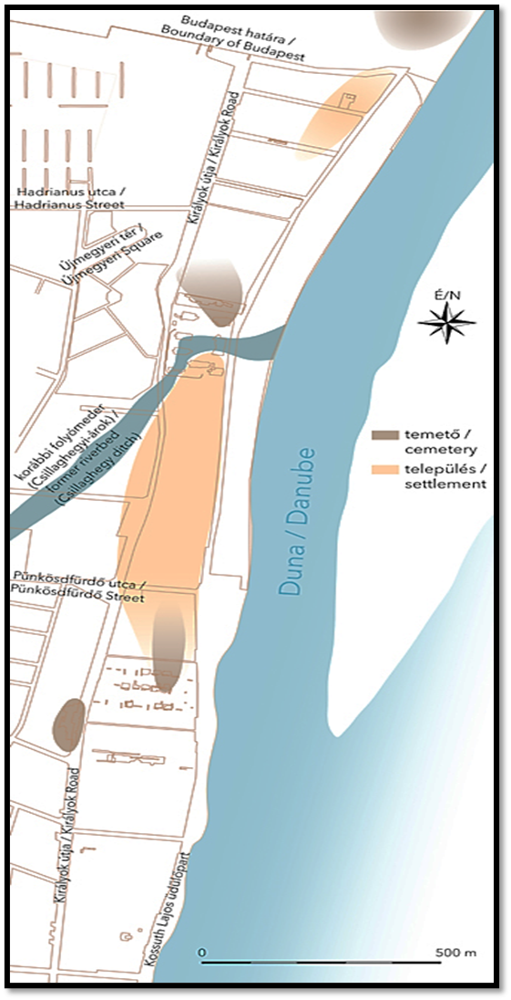 Budapest határa /
Boundary of Budapest
Királyok útja / Királyok Road
Hadrianus utca /
Hadrianus Street
Újmegyeri tér /
Újmegyeri Square
É/N
korábbi folyómeder
(Csillaghegyi-árok) /
former riverbed
(Csillaghegy ditch)
temető /
cemetery
település /
settlement
Duna / Danube
Pünkösdfürdő utca /
Pünkösdfürdő Street
Királyok útja / Királyok Road
Kossuth Lajos üdülőpart
0 500 m